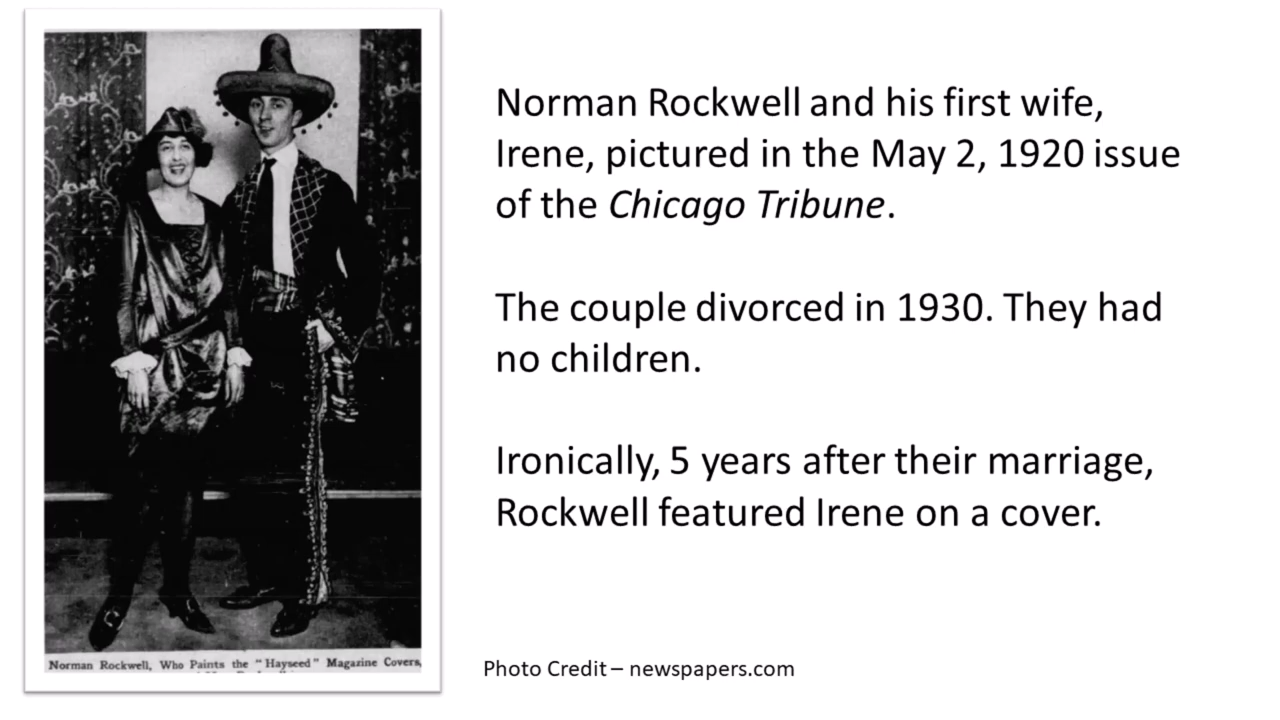 Norman Rockwell and his first wife,
Irene, pictured in the May 2, 1920 issue
of the Chicago Tribune.
The couple divorced in 1930. They had
no children.
Ironically, 5 years after their marriage,
Rockwell featured Irene on a cover.
Norman Rockwell, Who Paints the "Hayseed" Magazine Covers,
Photo Credit – newspapers.com